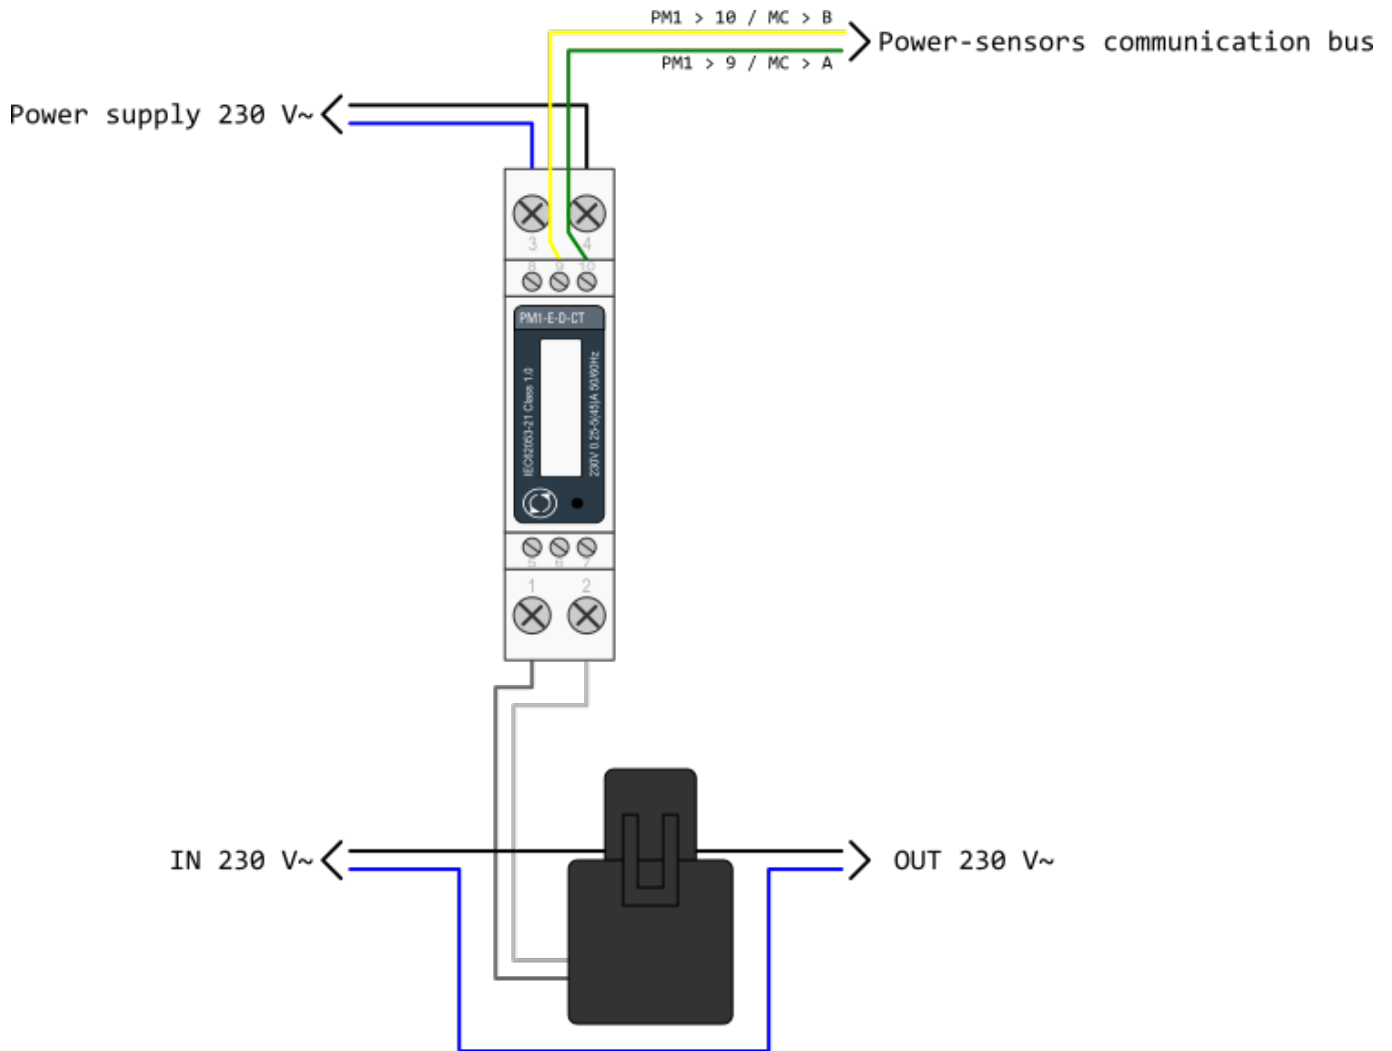 PM1 > 10 / MC > B
Power-sensors communication bus
PM1 > 9 / MC > A
Power supply 230 V~
3 4
8 9 10
PM1-E-D-CT
IEC62053-21 Class 1.0
230V 0.25-5(45)A 50/60Hz
5 6 7
1 2
IN 230 V~
OUT 230 V~